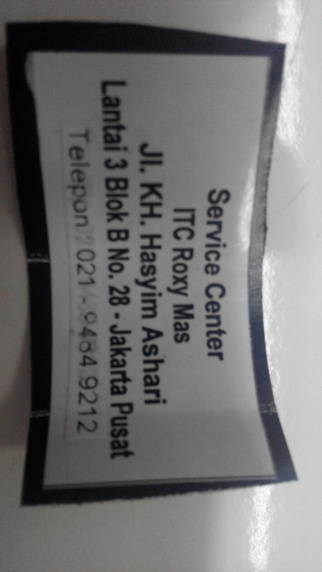 Service Center
ITC Roxy Mas
Jl. KH. Hasyim Ashari
Lantai 3 Blok B No. 28 - Jakarta Pusat
Telepon : 021 - 9484 9212